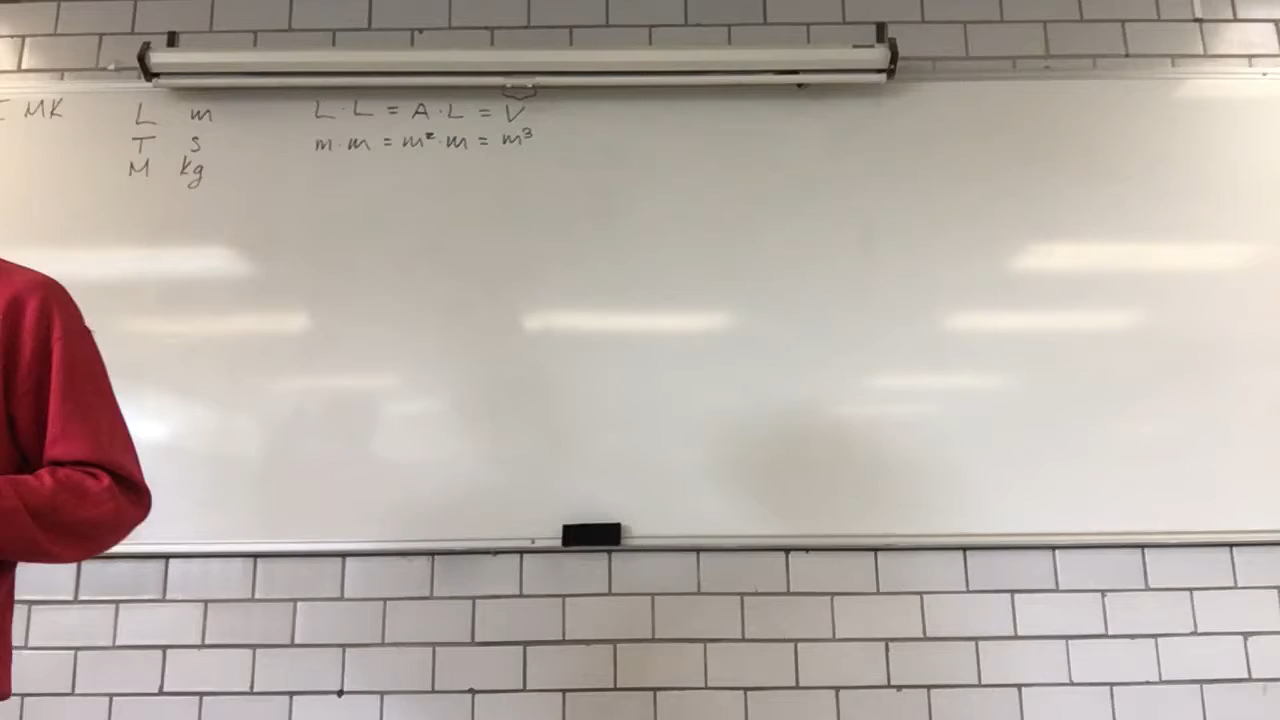 MK L m L · L = A · L = V
T s m · m = m² · m = m³
M kg